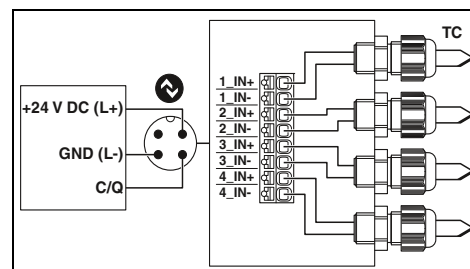 TC
1_IN+
1_IN-
2_IN+
2_IN-
3_IN+
3_IN-
4_IN+
4_IN-
+24 V DC (L+)
GND (L-)
C/Q